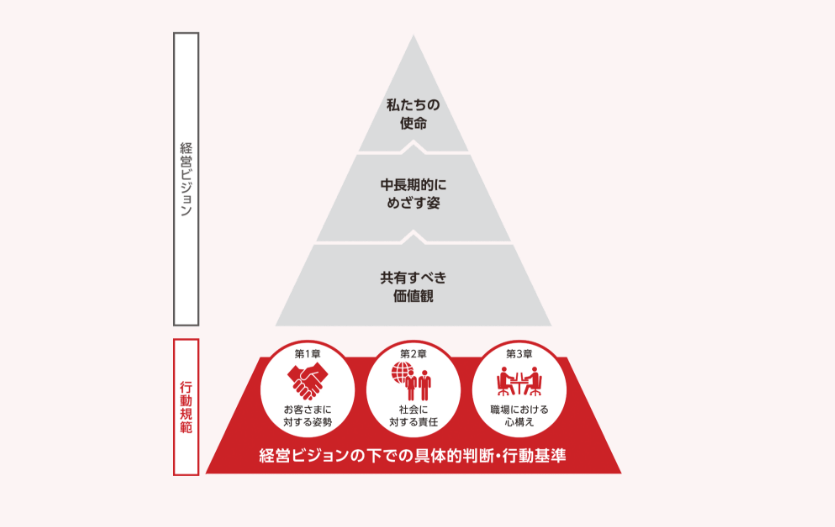 経営ビジョン
私たちの
使命
中長期的に
めざす姿
共有すべき
価値観
行動規範
第1章
お客さまに
対する姿勢
第2章
社会に
対する責任
第3章
職場における
心構え
経営ビジョンの下での具体的判断・行動基準